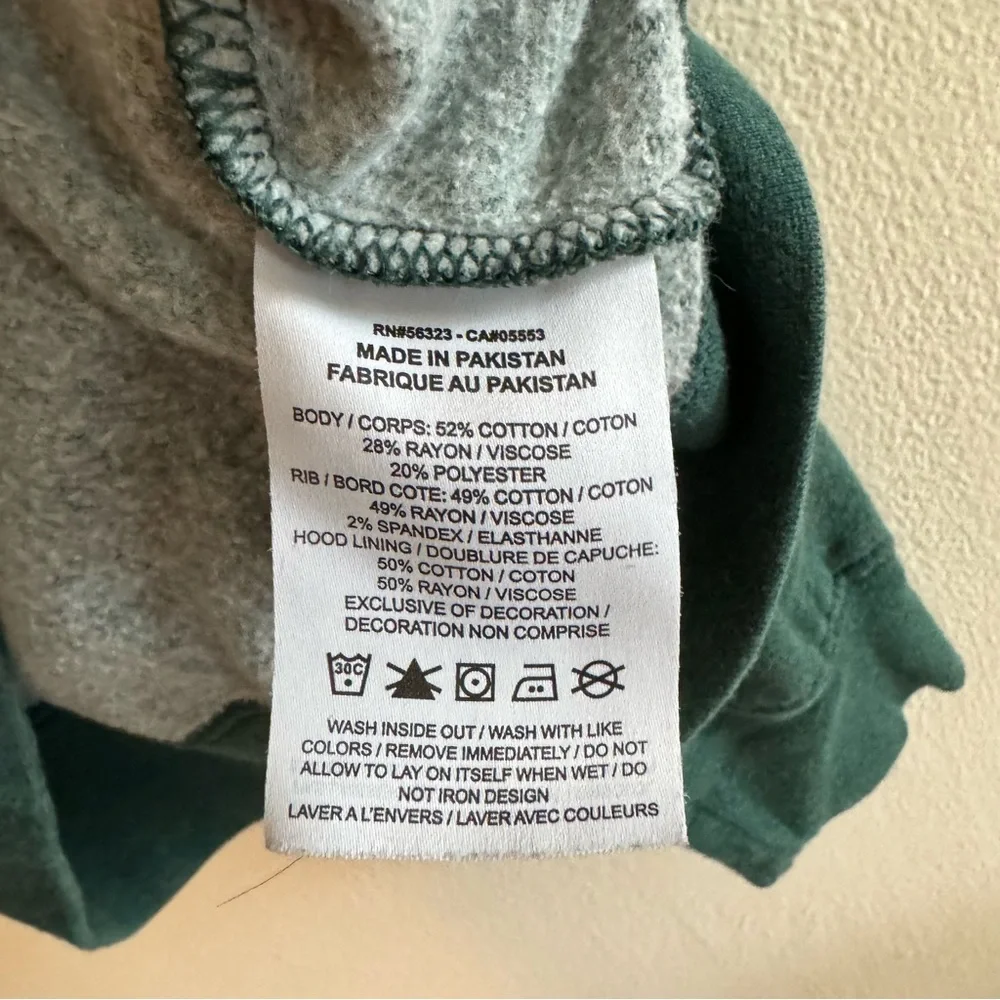 RN#56323 - CA#05553
MADE IN PAKISTAN
FABRIQUE AU PAKISTAN
BODY / CORPS: 52% COTTON / COTON
28% RAYON / VISCOSE
20% POLYESTER
RIB / BORD COTE: 49% COTTON / COTON
49% RAYON / VISCOSE
2% SPANDEX / ELASTHANNE
HOOD LINING / DOUBLURE DE CAPUCHE:
50% COTTON / COTON
50% RAYON / VISCOSE
EXCLUSIVE OF DECORATION /
DECORATION NON COMPRISE
30C
WASH INSIDE OUT / WASH WITH LIKE
COLORS / REMOVE IMMEDIATELY / DO NOT
ALLOW TO LAY ON ITSELF WHEN WET / DO
NOT IRON DESIGN
LAVER A L'ENVERS / LAVER AVEC COULEURS